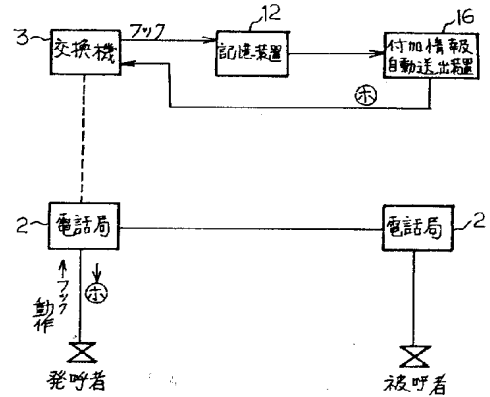 12
16
3
交換機
フック
記憶装置
付加情報
自動送出装置
ホ
2
電話局
電話局
2
フック
動作
ホ
発呼者
被呼者